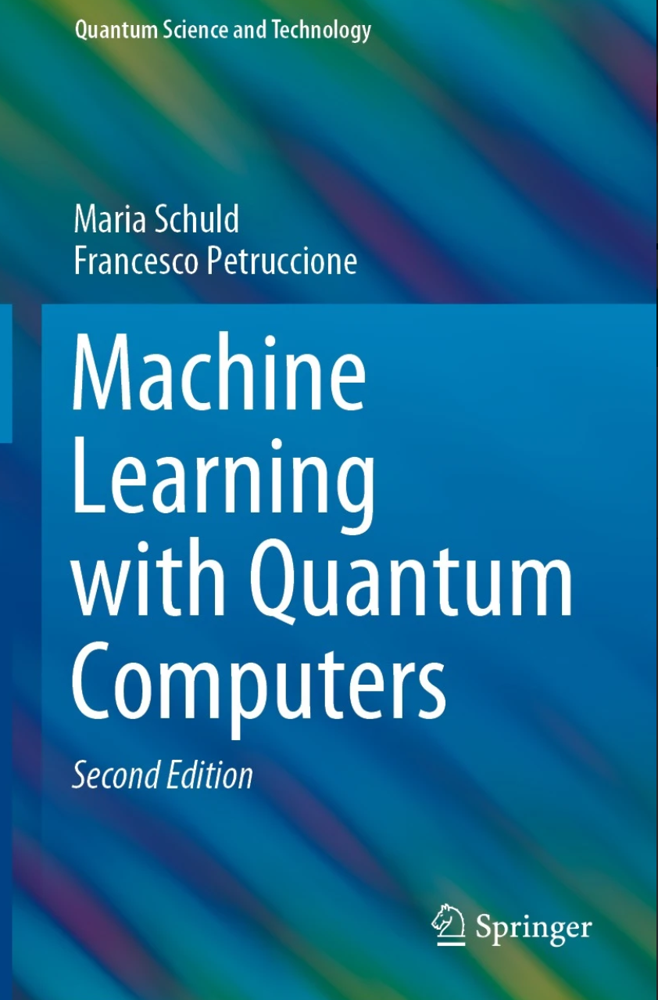 Quantum Science and Technology
Maria Schuld
Francesco Petruccione
Machine
Learning
with Quantum
Computers
Second Edition
Springer